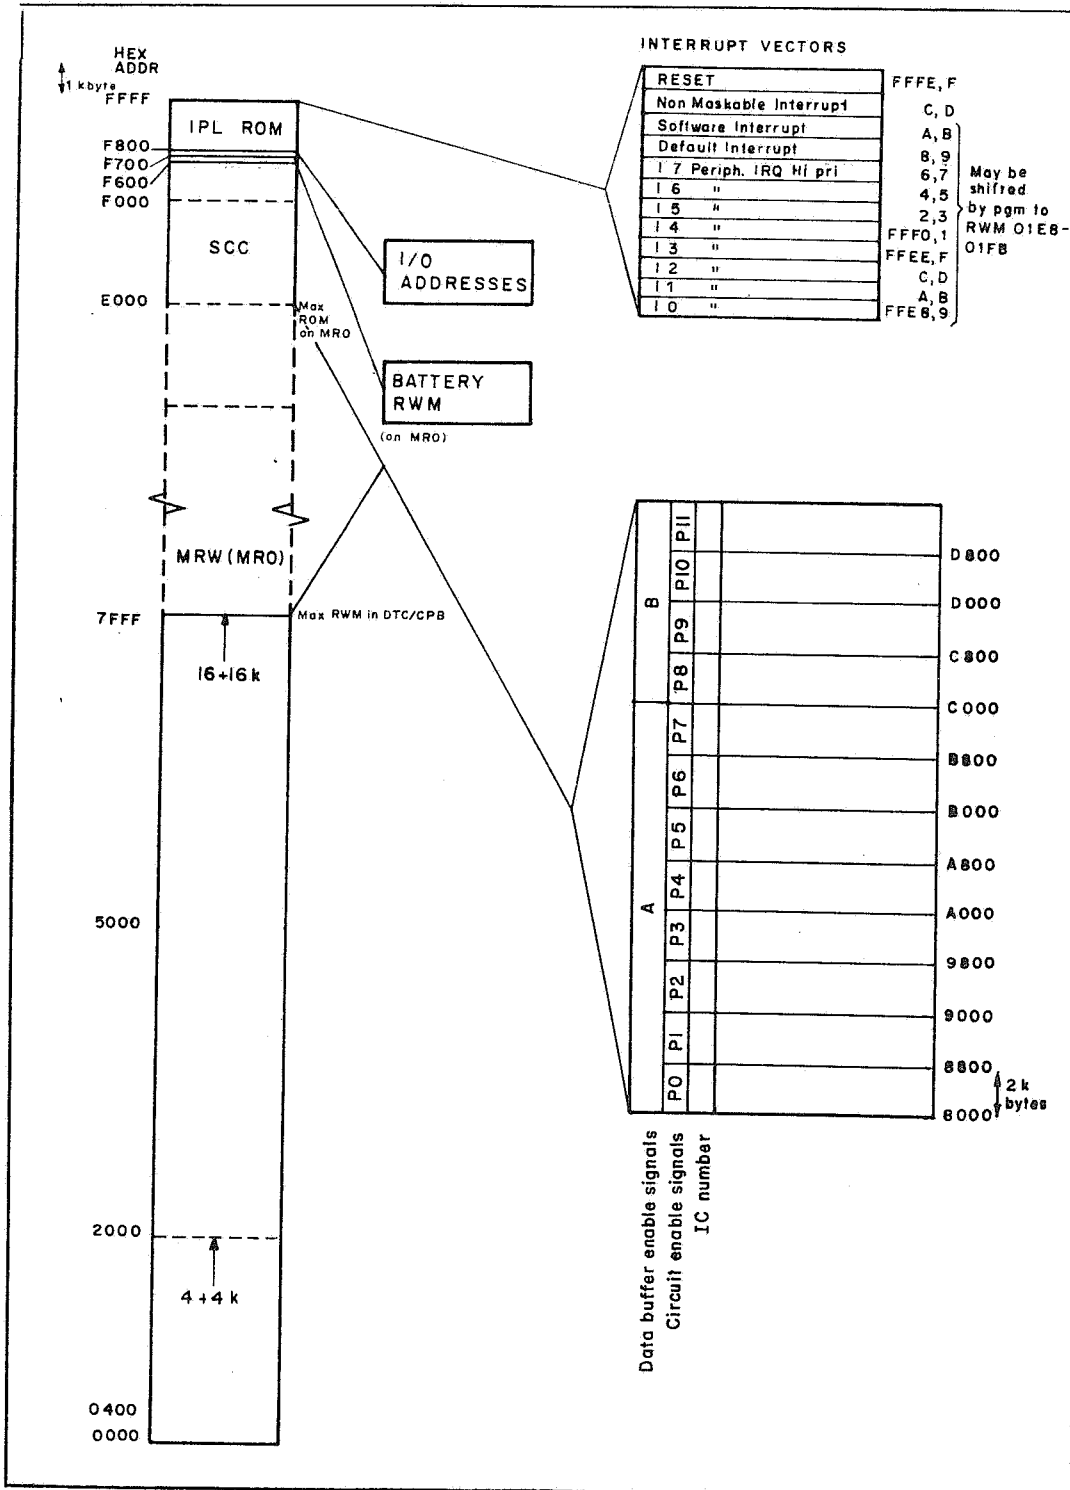 HEX
ADDR
1 kbyte
FFFF
IPL ROM
F800
F700
F600
F000
SCC
E000
Max
ROM
on MRO
I/O
ADDRESSES
BATTERY
RWM
(on MRO)
MRW (MRO)
7FFF
Max RWM in DTC/CPB
16+16k
5000
2000
4+4k
0400
0000
INTERRUPT VECTORS
RESET FFFE, F
Non Maskable Interrupt C, D
Software Interrupt A, B
Default Interrupt 8, 9
I 7 Periph. IRQ Hi pri 6,7
I 6 " 4,5
I 5 " 2,3
I 4 " FFF0,1
I 3 " FFEE,F
I 2 " C,D
I 1 " A,B
I 0 " FFE8,9
May be
shifted
by pgm to
RWM 01E8-
01FB
B
A
P11
P10
P9
P8
P7
P6
P5
P4
P3
P2
P1
P0
D800
D000
C800
C000
B800
B000
A800
A000
9800
9000
8800
8000
2k
bytes
Data buffer enable signals
Circuit enable signals
IC number